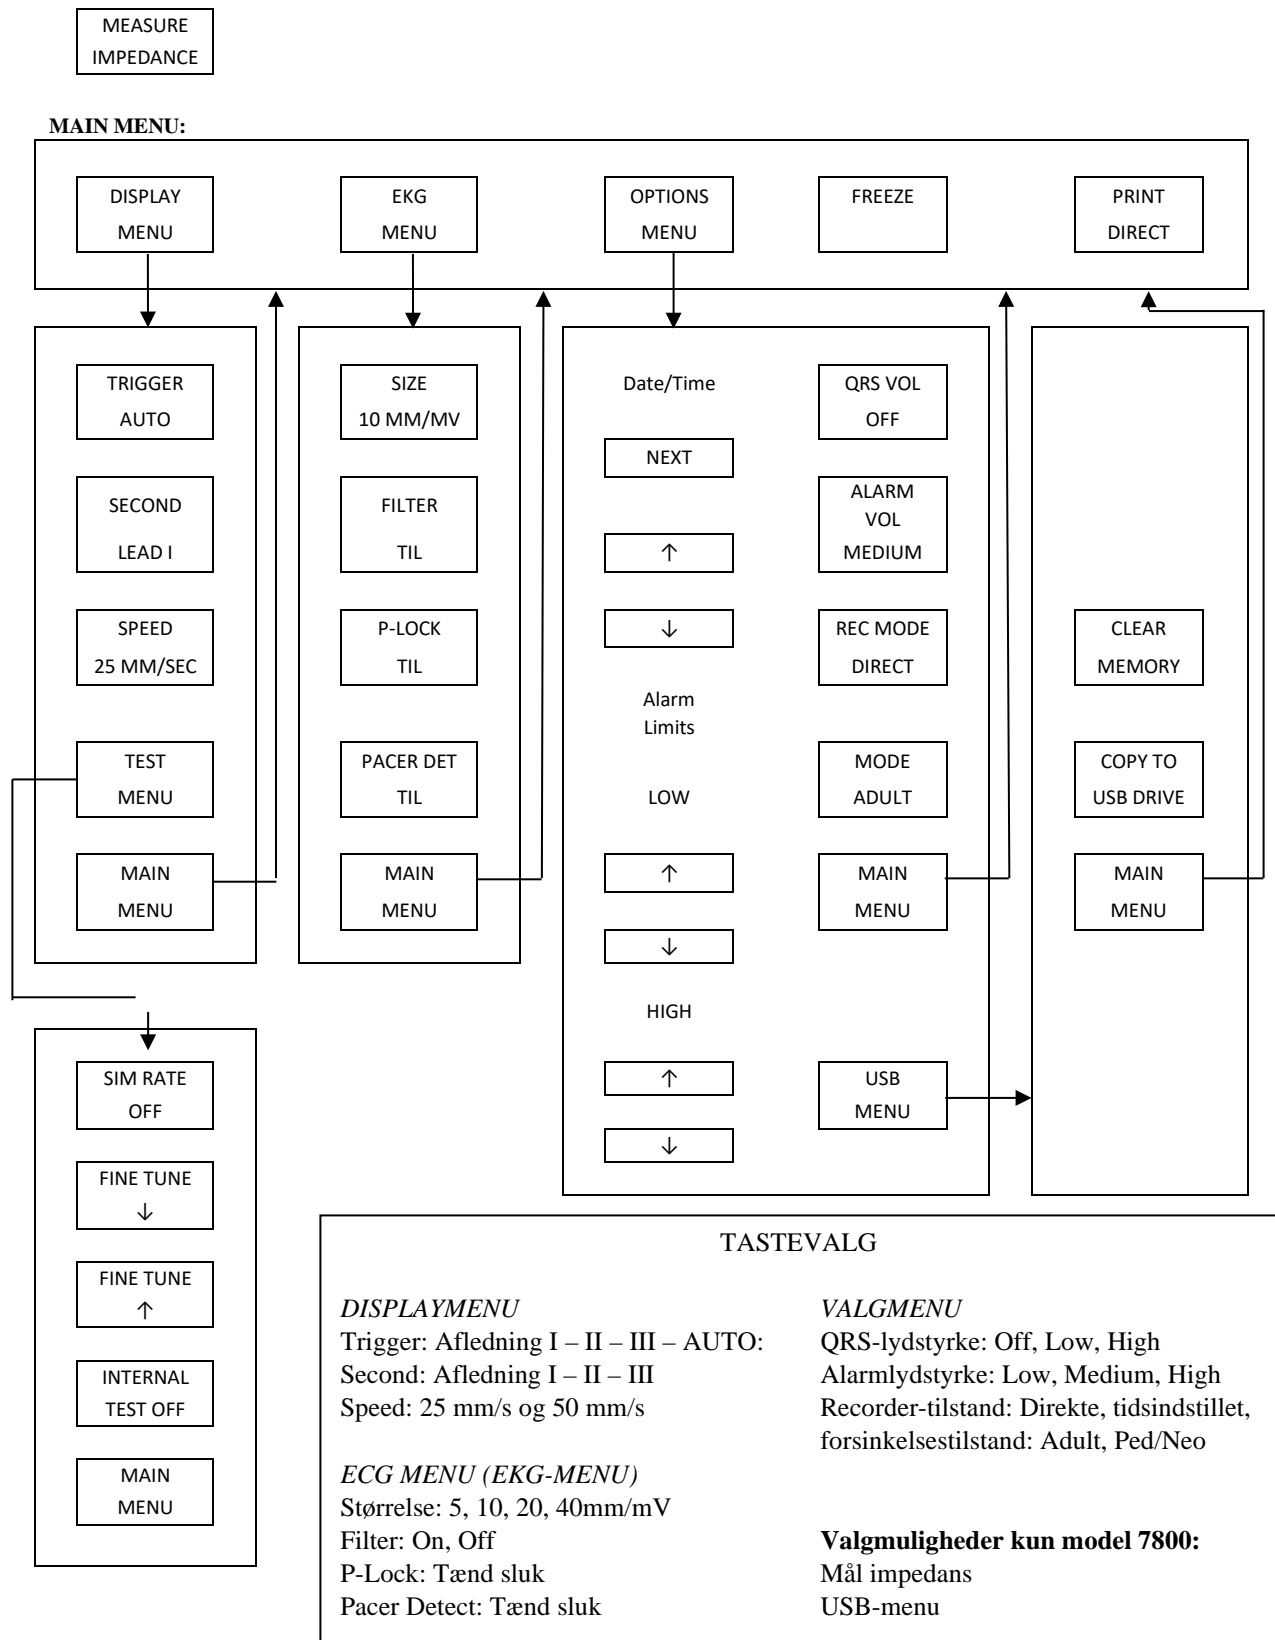 MEASURE
IMPEDANCE
MAIN MENU:
DISPLAY
MENU
EKG
MENU
OPTIONS
MENU
FREEZE
PRINT
DIRECT
TRIGGER
AUTO
SECOND
LEAD I
SPEED
25 MM/SEC
TEST
MENU
MAIN
MENU
SIZE
10 MM/MV
FILTER
TIL
P-LOCK
TIL
PACER DET
TIL
MAIN
MENU
Date/Time
NEXT
↑
↓
Alarm
Limits
LOW
↑
↓
HIGH
↑
↓
QRS VOL
OFF
ALARM
VOL
MEDIUM
REC MODE
DIRECT
MODE
ADULT
MAIN
MENU
USB
MENU
CLEAR
MEMORY
COPY TO
USB DRIVE
MAIN
MENU
SIM RATE
OFF
FINE TUNE
↓
FINE TUNE
↑
INTERNAL
TEST OFF
MAIN
MENU
TASTEVALG
DISPLAYMENU
Trigger: Afledning I – II – III – AUTO:
Second: Afledning I – II – III
Speed: 25 mm/s og 50 mm/s
ECG MENU (EKG-MENU)
Størrelse: 5, 10, 20, 40mm/mV
Filter: On, Off
P-Lock: Tænd sluk
Pacer Detect: Tænd sluk
VALGMENU
QRS-lydstyrke: Off, Low, High
Alarmlydstyrke: Low, Medium, High
Recorder-tilstand: Direkte, tidsindstillet,
forsinkelsestilstand: Adult, Ped/Neo
Valgmuligheder kun model 7800:
Mål impedans
USB-menu